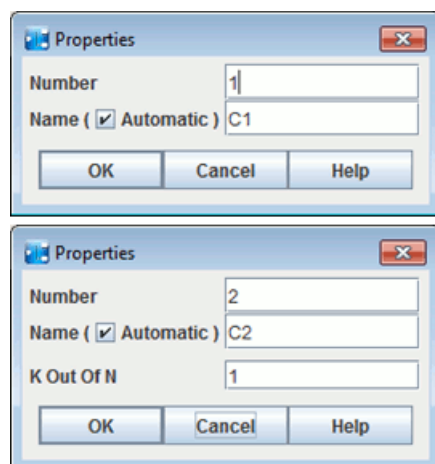 Properties
Number 1
Name ( Automatic ) C1
OK Cancel Help
Properties
Number 2
Name ( Automatic ) C2
K Out Of N 1
OK Cancel Help